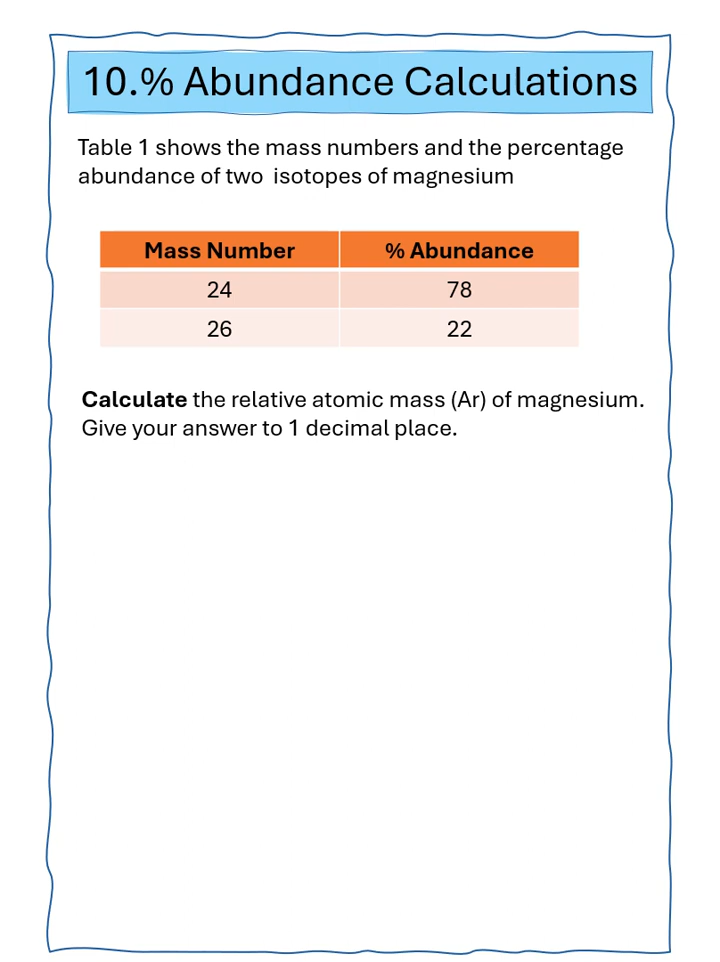 10.% Abundance Calculations
Table 1 shows the mass numbers and the percentage
abundance of two  isotopes of magnesium
Mass Number % Abundance
24 78
26 22
Calculate the relative atomic mass (Ar) of magnesium.
Give your answer to 1 decimal place.